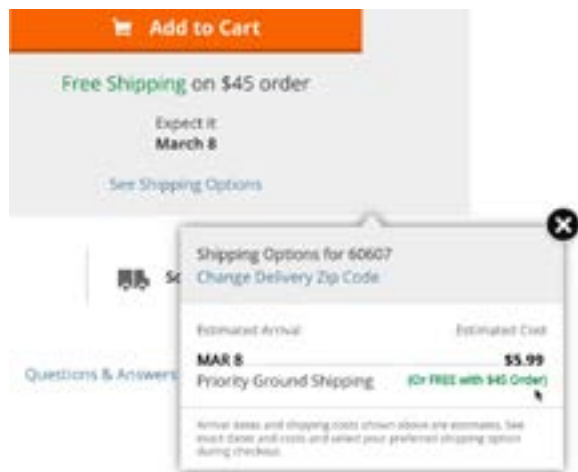 Add to Cart
Free Shipping on $45 order
Expect it
March 8
See Shipping Options
Shipping Options for 60607
Change Delivery Zip Code
Estimated Arrival Estimated Cost
MAR 8 $5.99
Priority Ground Shipping (Or FREE with $45 Order)
Questions & Answers
Arrival dates and shipping costs shown above are estimates. See
exact dates and costs and select your preferred shipping option
during checkout.